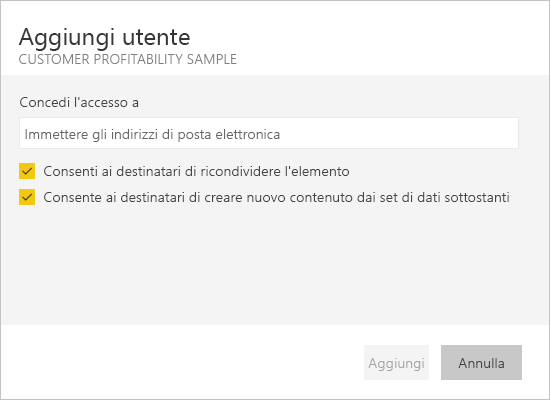 Aggiungi utente
CUSTOMER PROFITABILITY SAMPLE
Concedi l'accesso a
Immettere gli indirizzi di posta elettronica
Consenti ai destinatari di ricondividere l'elemento
Consente ai destinatari di creare nuovo contenuto dai set di dati sottostanti
Aggiungi Annulla